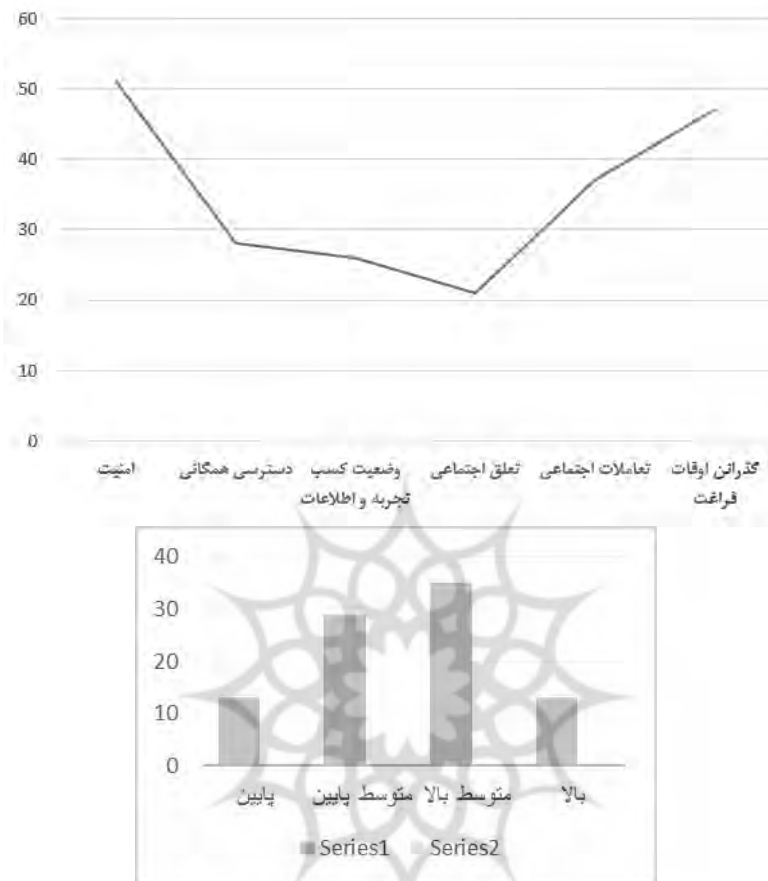 60
50
40
30
20
10
0
امنیت
دسترسی همگانی
وضعیت کسب
تجربه و اطلاعات
تعلق اجتماعی
تعاملات اجتماعی
گذرانن اوقات
فراغت
40
30
20
10
0
پایین
متوسط پایین
متوسط بالا
بالا
Series1
Series2